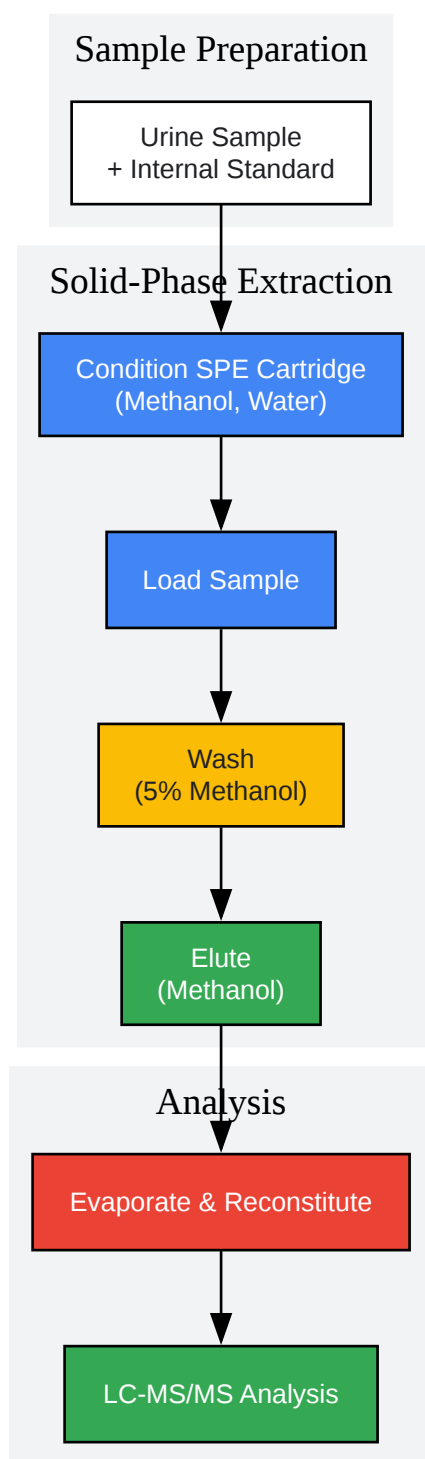 Sample Preparation
Urine Sample
+ Internal Standard
Solid-Phase Extraction
Condition SPE Cartridge
(Methanol, Water)
Load Sample
Wash
(5% Methanol)
Elute
(Methanol)
Analysis
Evaporate & Reconstitute
LC-MS/MS Analysis